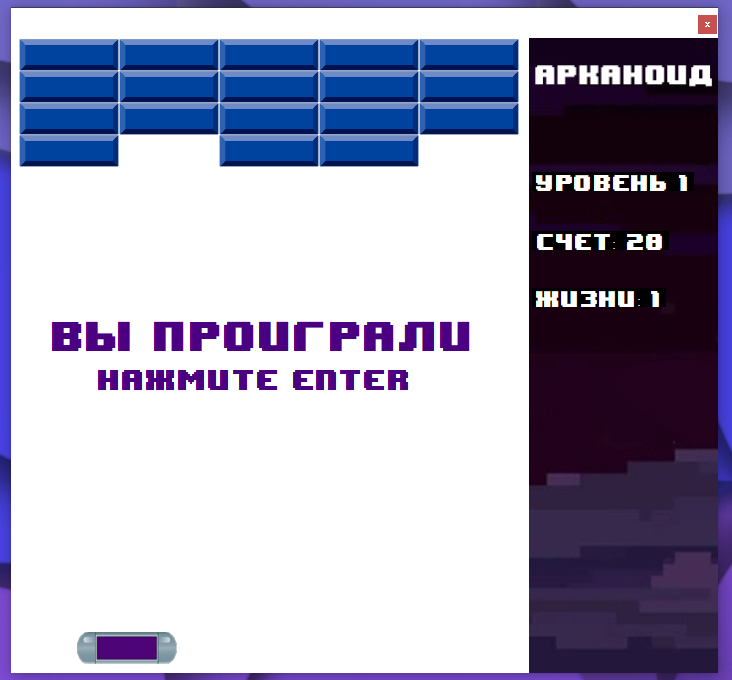 x
АРКАНОИД
УРОВЕНЬ 1
СЧЕТ: 20
ЖИЗНИ: 1
ВЫ ПРОИГРАЛИ
НАЖМИТЕ ENTER